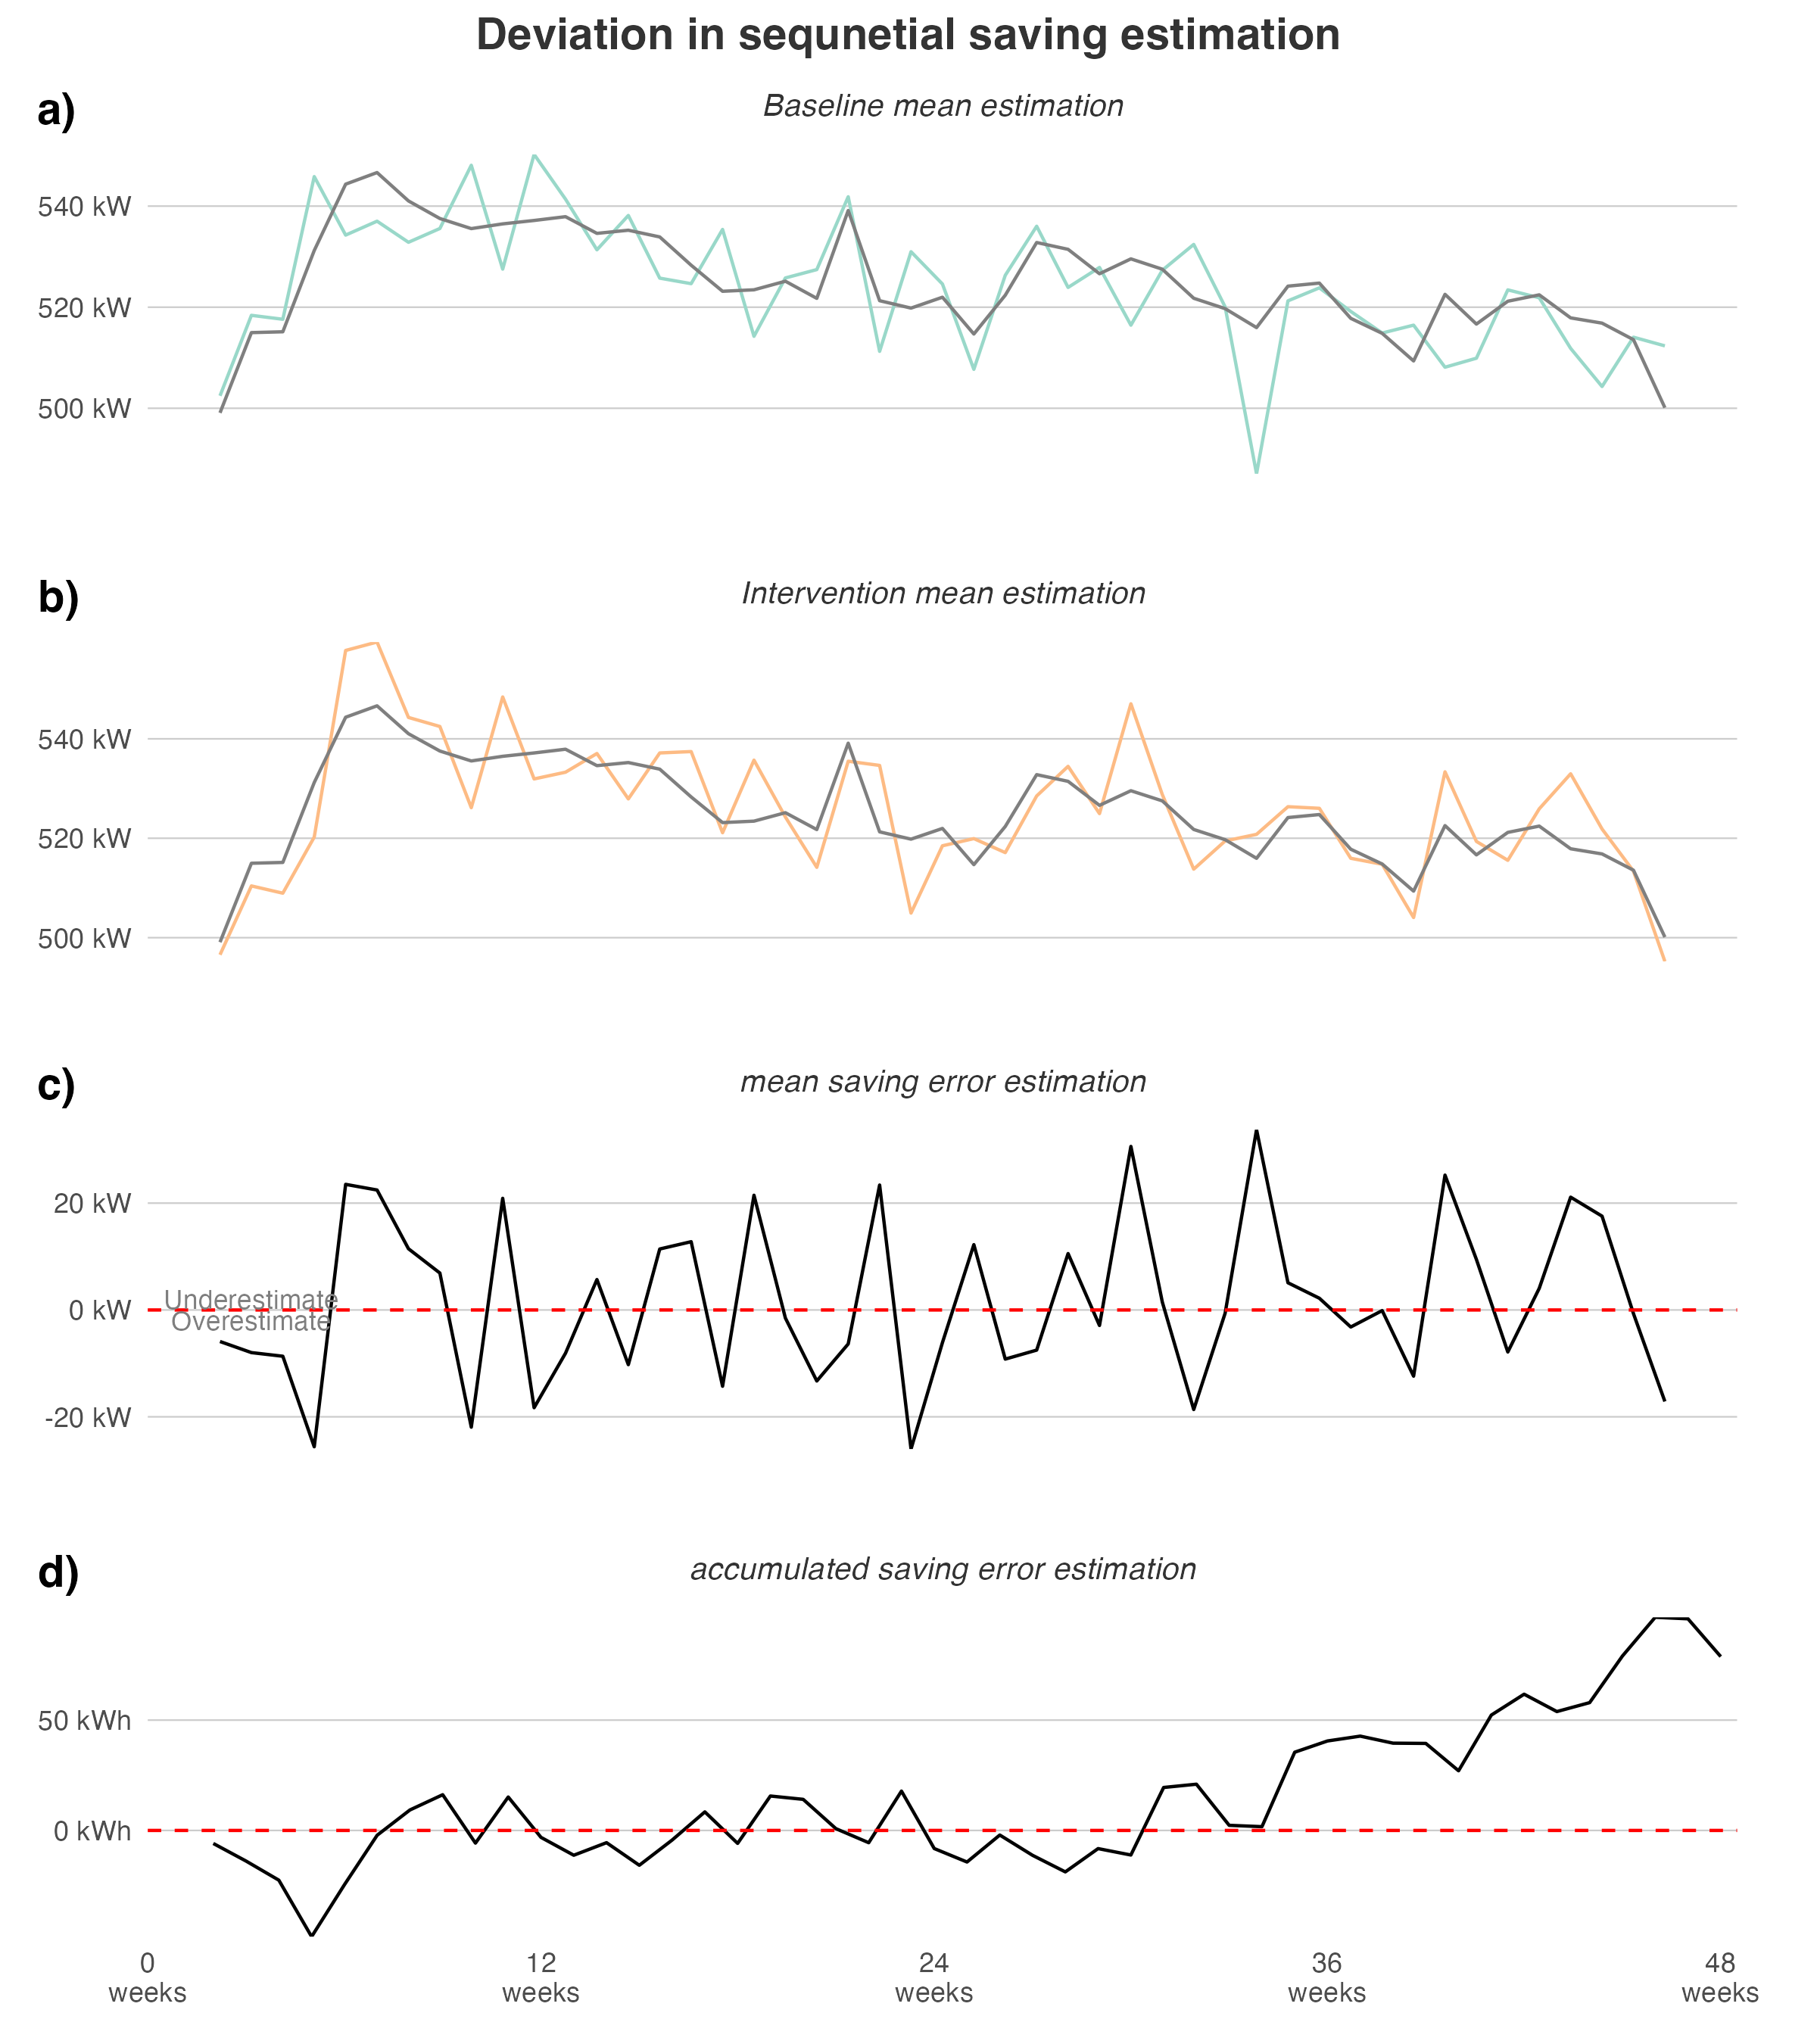 Deviation in sequnetial saving estimation
a)
Baseline mean estimation
540 kW
520 kW
500 kW
b)
Intervention mean estimation
540 kW
520 kW
500 kW
c)
mean saving error estimation
20 kW
Underestimate
0 kW
Overestimate
-20 kW
d)
accumulated saving error estimation
50 kWh
0 kWh
0 12 24 36 48
weeks weeks weeks weeks weeks